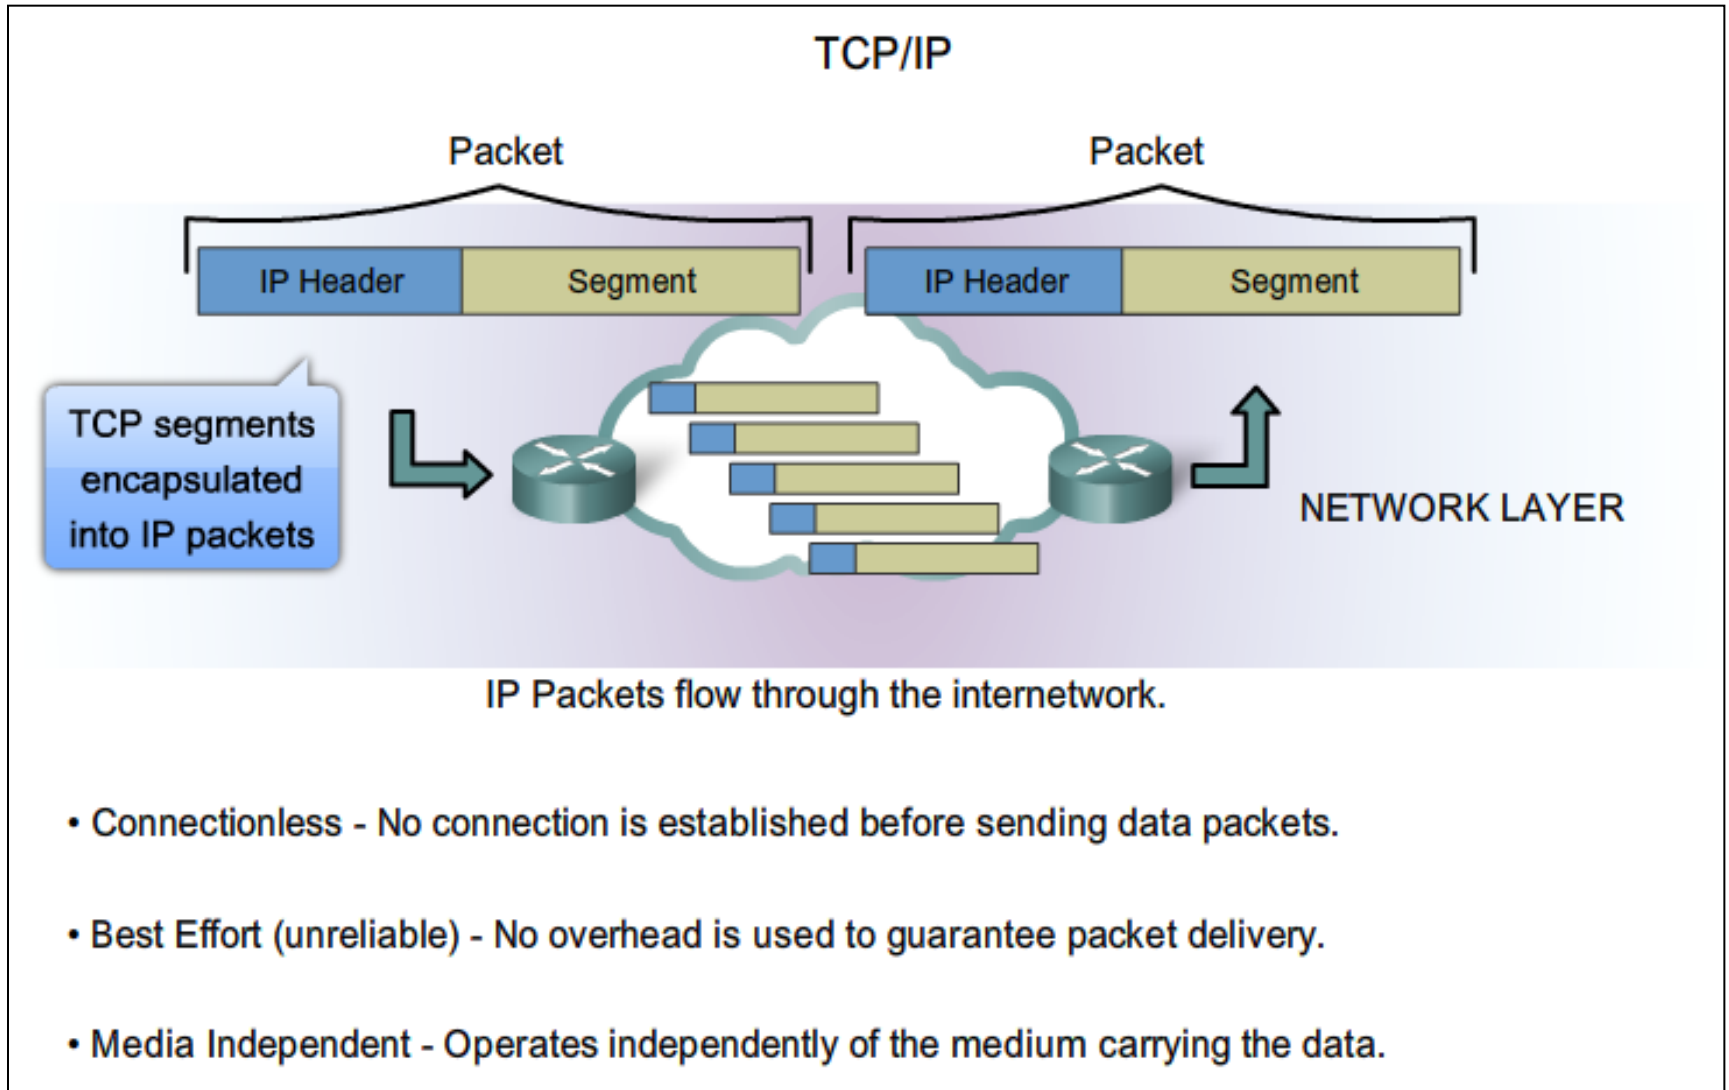 TCP/IP
Packet
Packet
IP Header
Segment
IP Header
Segment
TCP segments
encapsulated
into IP packets
NETWORK LAYER
IP Packets flow through the internetwork.
• Connectionless - No connection is established before sending data packets.
• Best Effort (unreliable) - No overhead is used to guarantee packet delivery.
• Media Independent - Operates independently of the medium carrying the data.